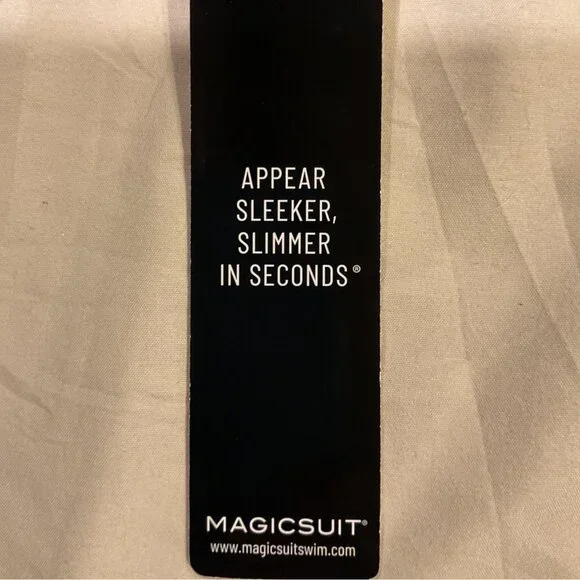 APPEAR
SLEEKER,
SLIMMER
IN SECONDS®
MAGICSUIT®
www.magicsuitswim.com